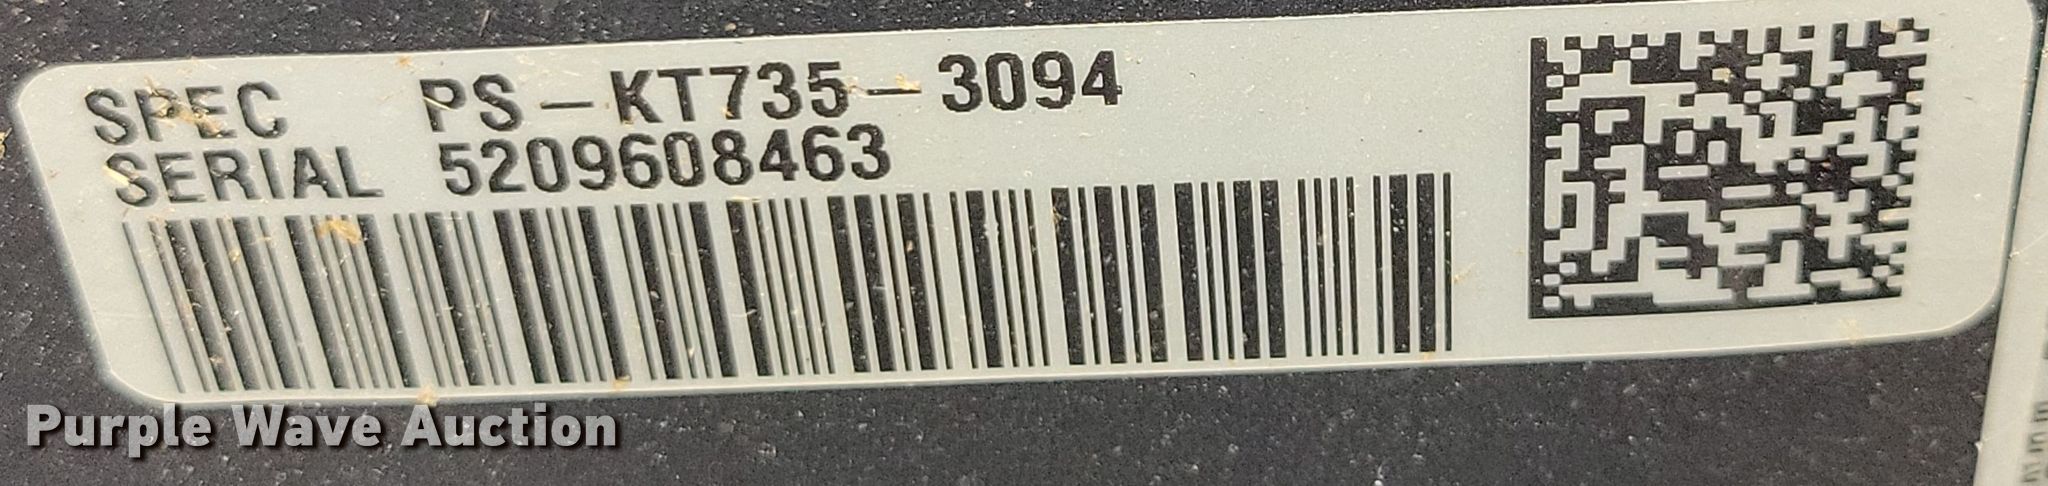 SPEC PS-KT735-3094
SERIAL 5209608463
Purple Wave Auction